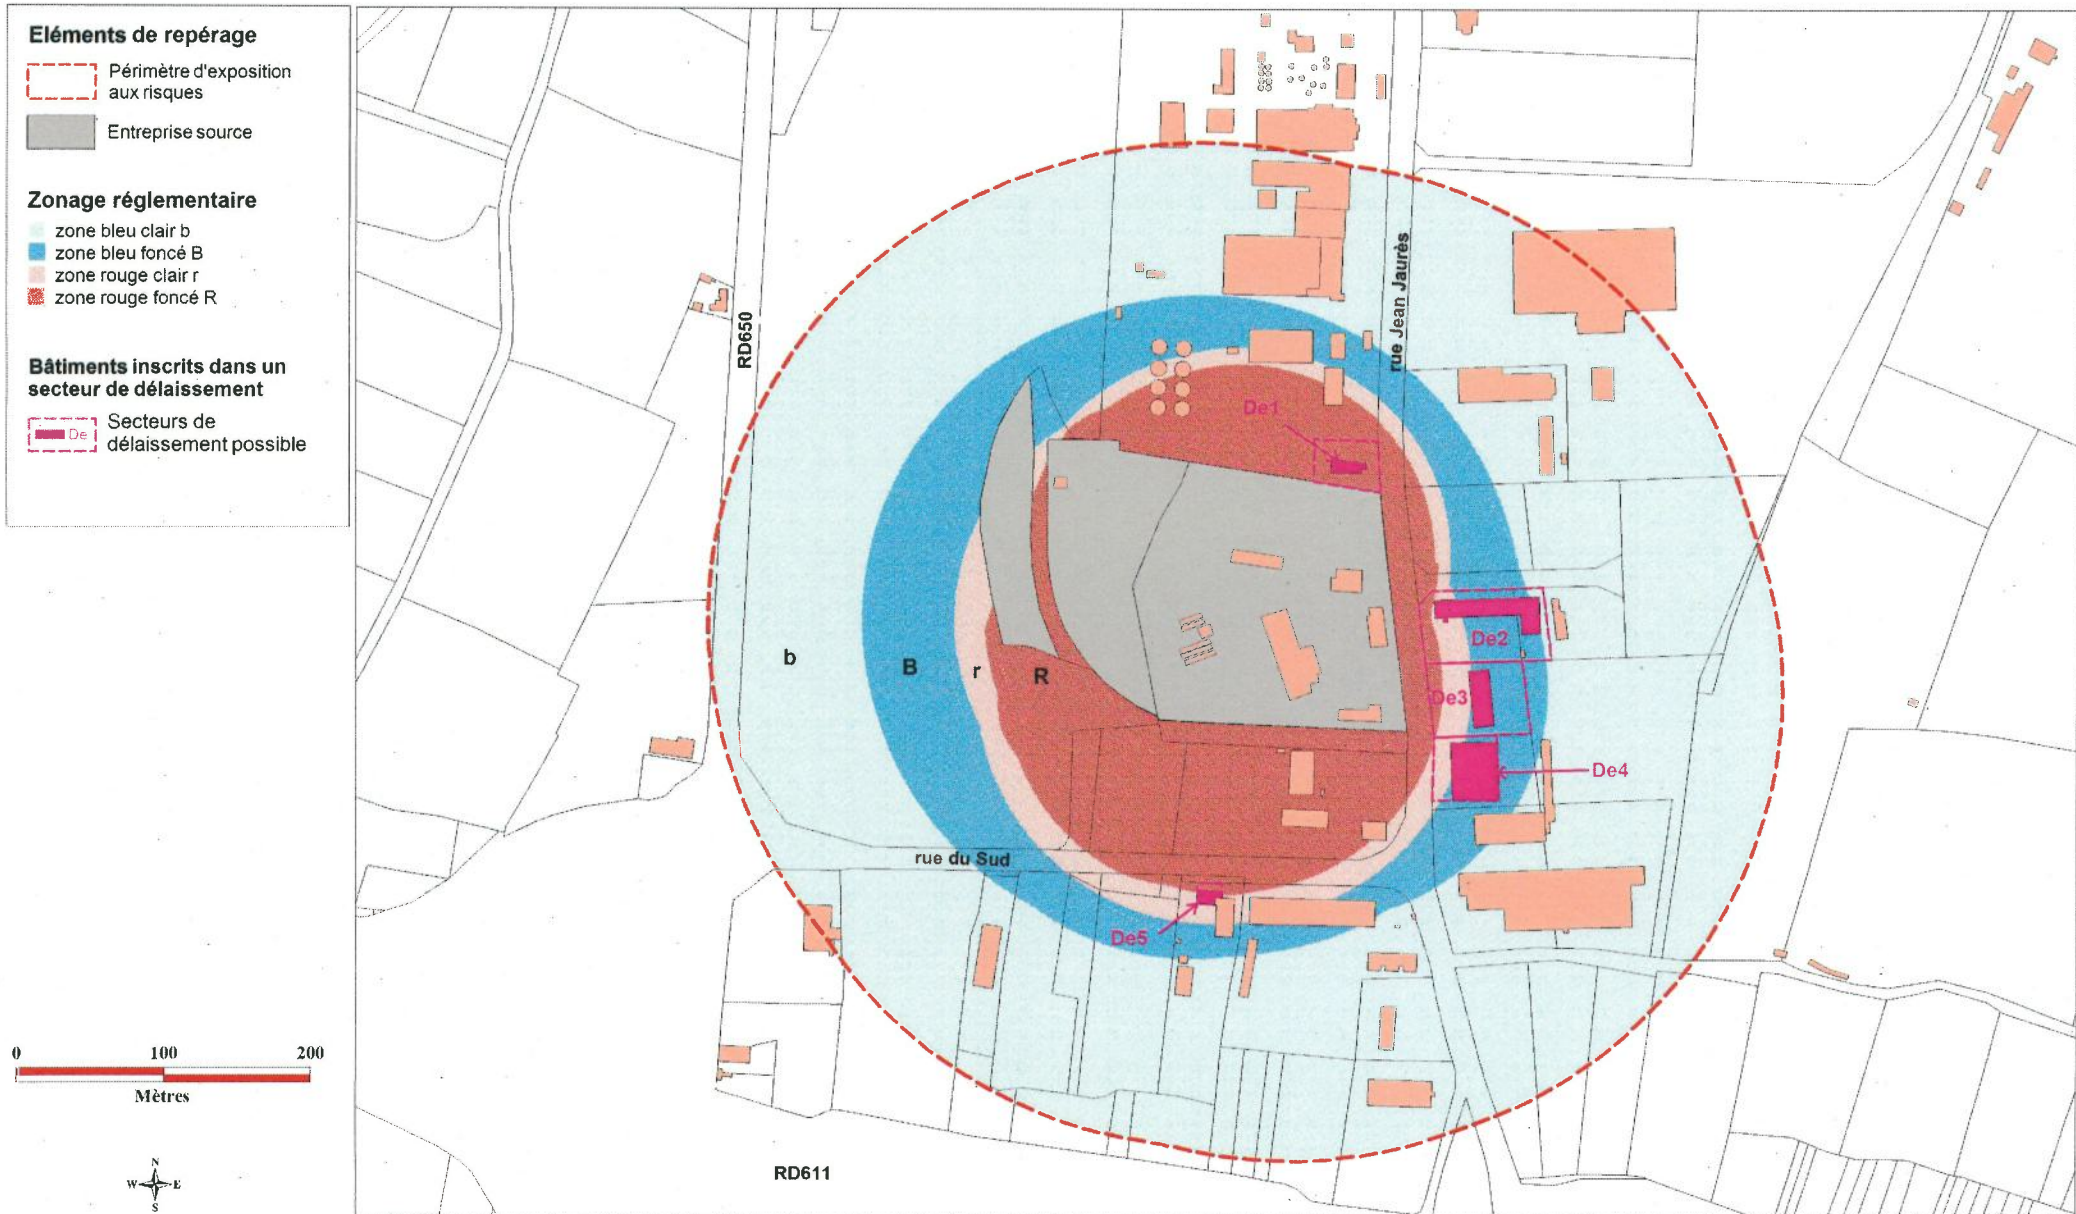 Eléments de repérage
Périmètre d'exposition
aux risques
Entreprise source
Zonage réglementaire
zone bleu clair b
zone bleu foncé B
zone rouge clair r
zone rouge foncé R
Bâtiments inscrits dans un
secteur de délaissement
De
Secteurs de
délaissement possible
0 100 200
Mètres
N
W E
S
RD650
rue Jean Jaurès
De1
De2
De3
De4
De5
b
B
r
R
rue du Sud
RD611